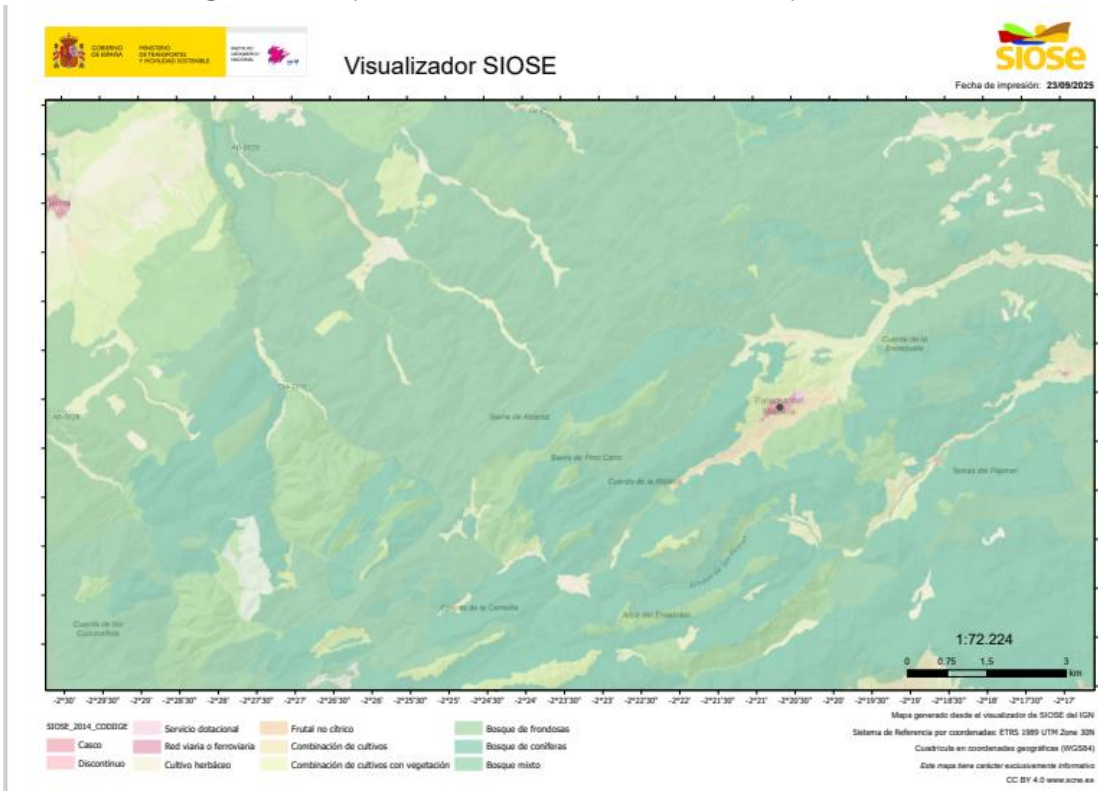 GOBIERNO
DE ESPAÑA
MINISTERIO
DE TRANSPORTES
Y MOVILIDAD SOSTENIBLE
INSTITUTO
GEOGRÁFICO
NACIONAL
Visualizador SIOSE
SIOSE
Fecha de impresión: 23/09/2025
Cuerda de la
Sierra de Alcaraz
Sierra de Pino Cano
Cuerda de los
1:72.224
0 0.75 1,5 3
km
-2°30' -2°29'30" -2°29' -2°28'30" -2°28' -2°27'30" -2°27' -2°26'30" -2°26' -2°25'30" -2°25' -2°24'30" -2°24' -2°23'30" -2°23' -2°22'30" -2°22' -2°21'30" -2°21' -2°20'30" -2°20' -2°19'30" -2°19' -2°18'30" -2°18' -2°17'30" -2°17'
SIOSE_2014_CODIIGE
Casco
Discontinuo
Servicio dotacional
Red viaria o ferroviaria
Cultivo herbáceo
Frutal no cítrico
Combinación de cultivos
Combinación de cultivos con vegetación
Bosque de frondosas
Bosque de coníferas
Bosque mixto
Mapa generado desde el visualizador de SIOSE del IGN
Sistema de Referencia por coordenadas: ETRS 1989 UTM Zone 30N
Cuadrícula en coordenadas geográficas (WGS84)
Este mapa tiene carácter exclusivamente informativo
CC BY 4.0 www.scne.es